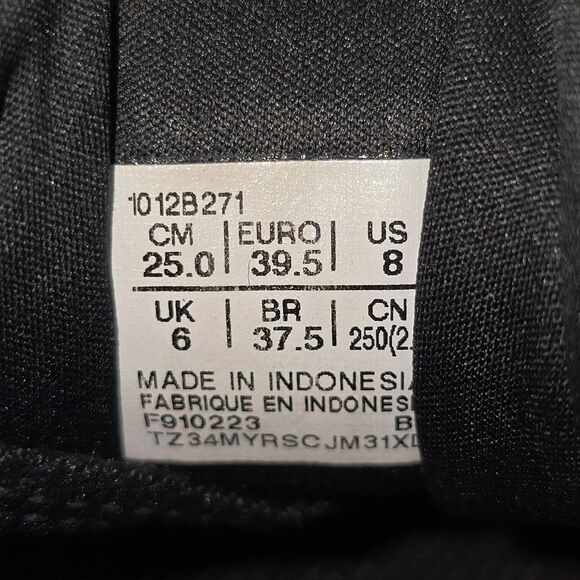 1012B271
CM | EURO | US
25.0 | 39.5 | 8
UK | BR | CN
6 | 37.5 | 250(2.
MADE IN INDONESIA
FABRIQUE EN INDONESI
F910223 B
TZ34MYRSCJM31X